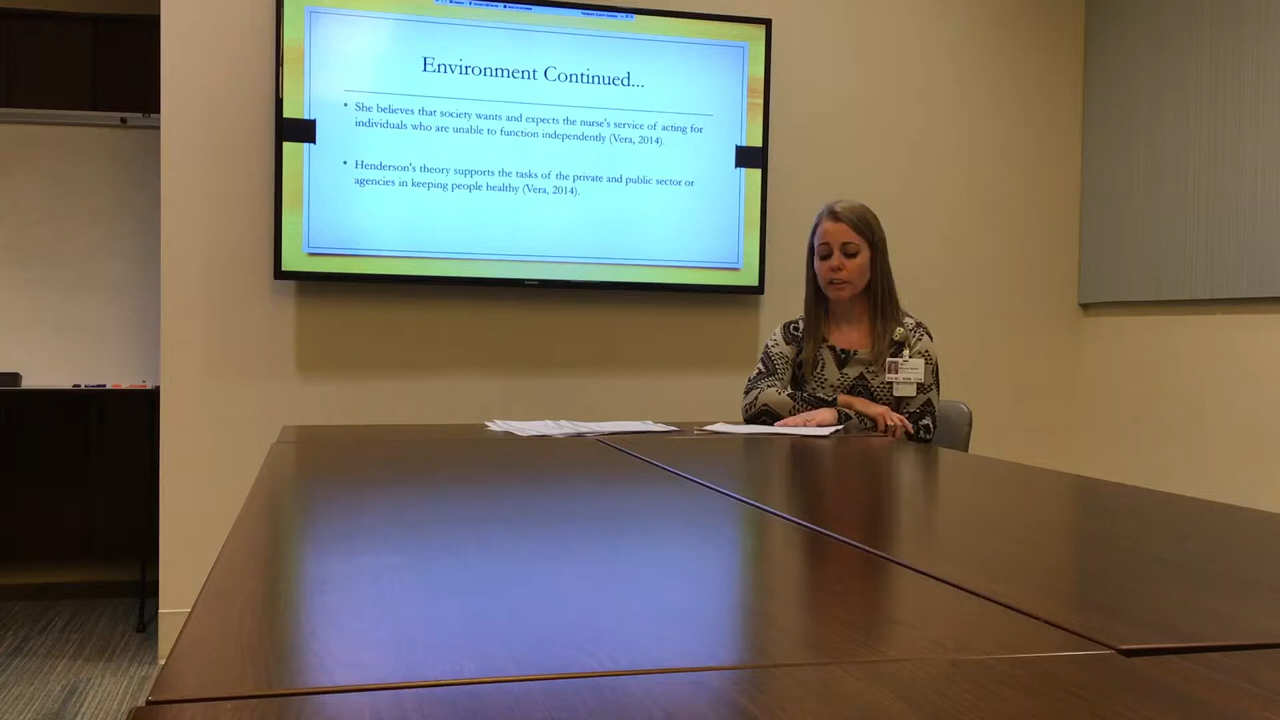 Environment Continued...
• She believes that society wants and expects the nurse's service of acting for
individuals who are unable to function independently (Vera, 2014).
• Henderson's theory supports the tasks of the private and public sector or
agencies in keeping people healthy (Vera, 2014).